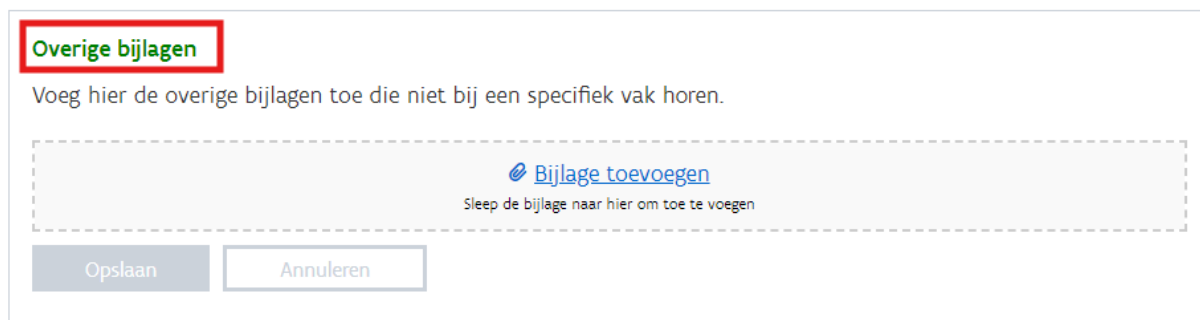 Overige bijlagen
Voeg hier de overige bijlagen toe die niet bij een specifiek vak horen.
Bijlage toevoegen
Sleep de bijlage naar hier om toe te voegen
Opslaan
Annuleren